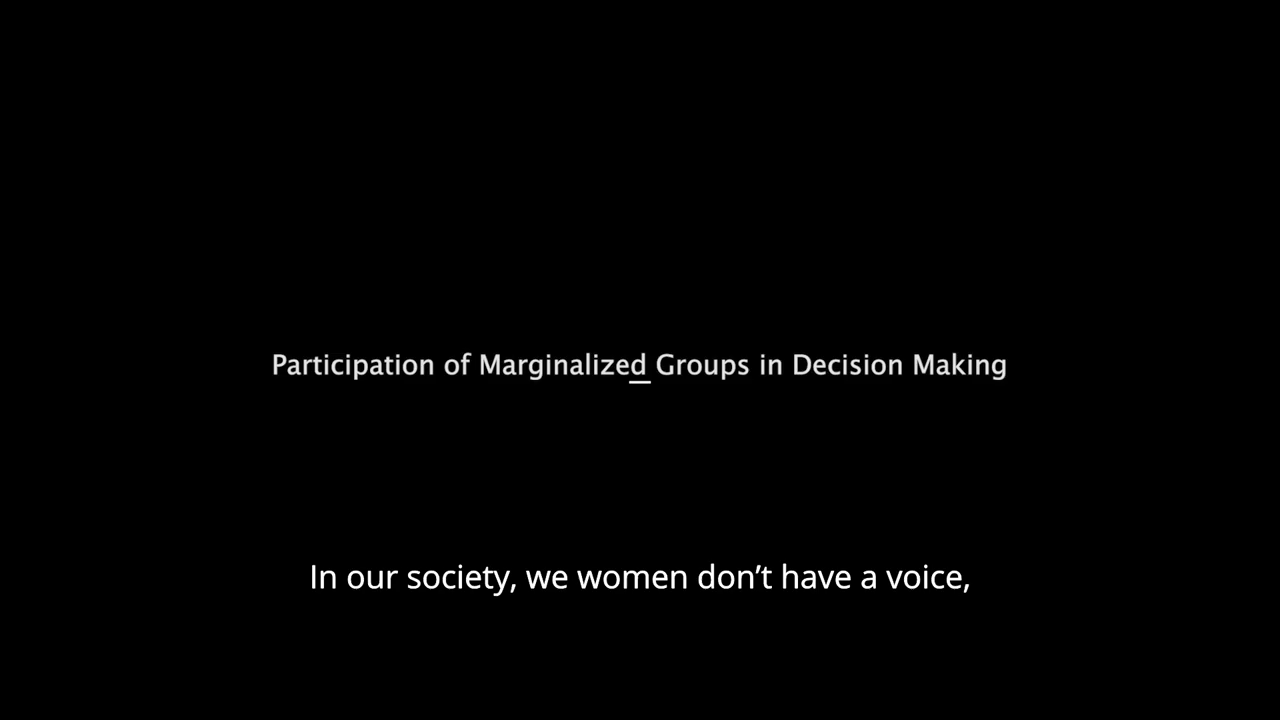 Participation of Marginalized Groups in Decision Making
In our society, we women don’t have a voice,